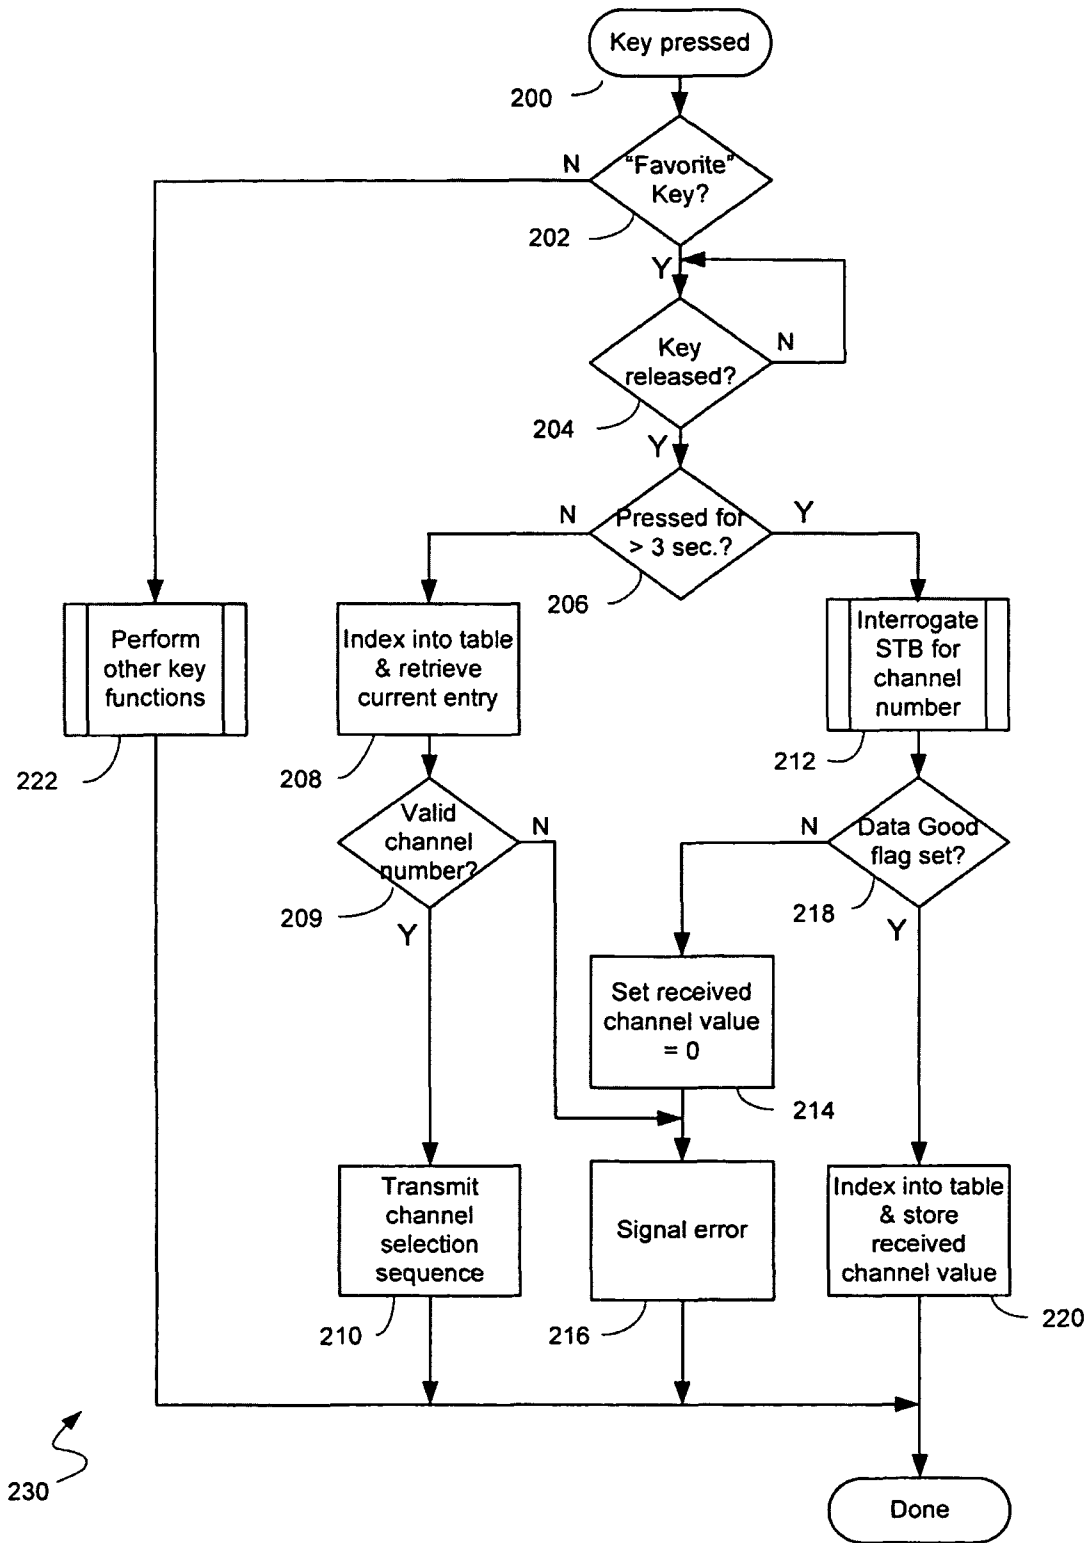 Key pressed
200
"Favorite"
Key?
N
202
Y
Key
released?
N
204
Y
Pressed for
> 3 sec.?
N
Y
206
Perform
other key
functions
222
Index into table
& retrieve
current entry
208
Interrogate
STB for
channel
number
212
Valid
channel
number?
N
209
Y
Data Good
flag set?
N
218
Y
Set received
channel value
= 0
214
Transmit
channel
selection
sequence
210
Signal error
216
Index into table
& store
received
channel value
220
230
Done